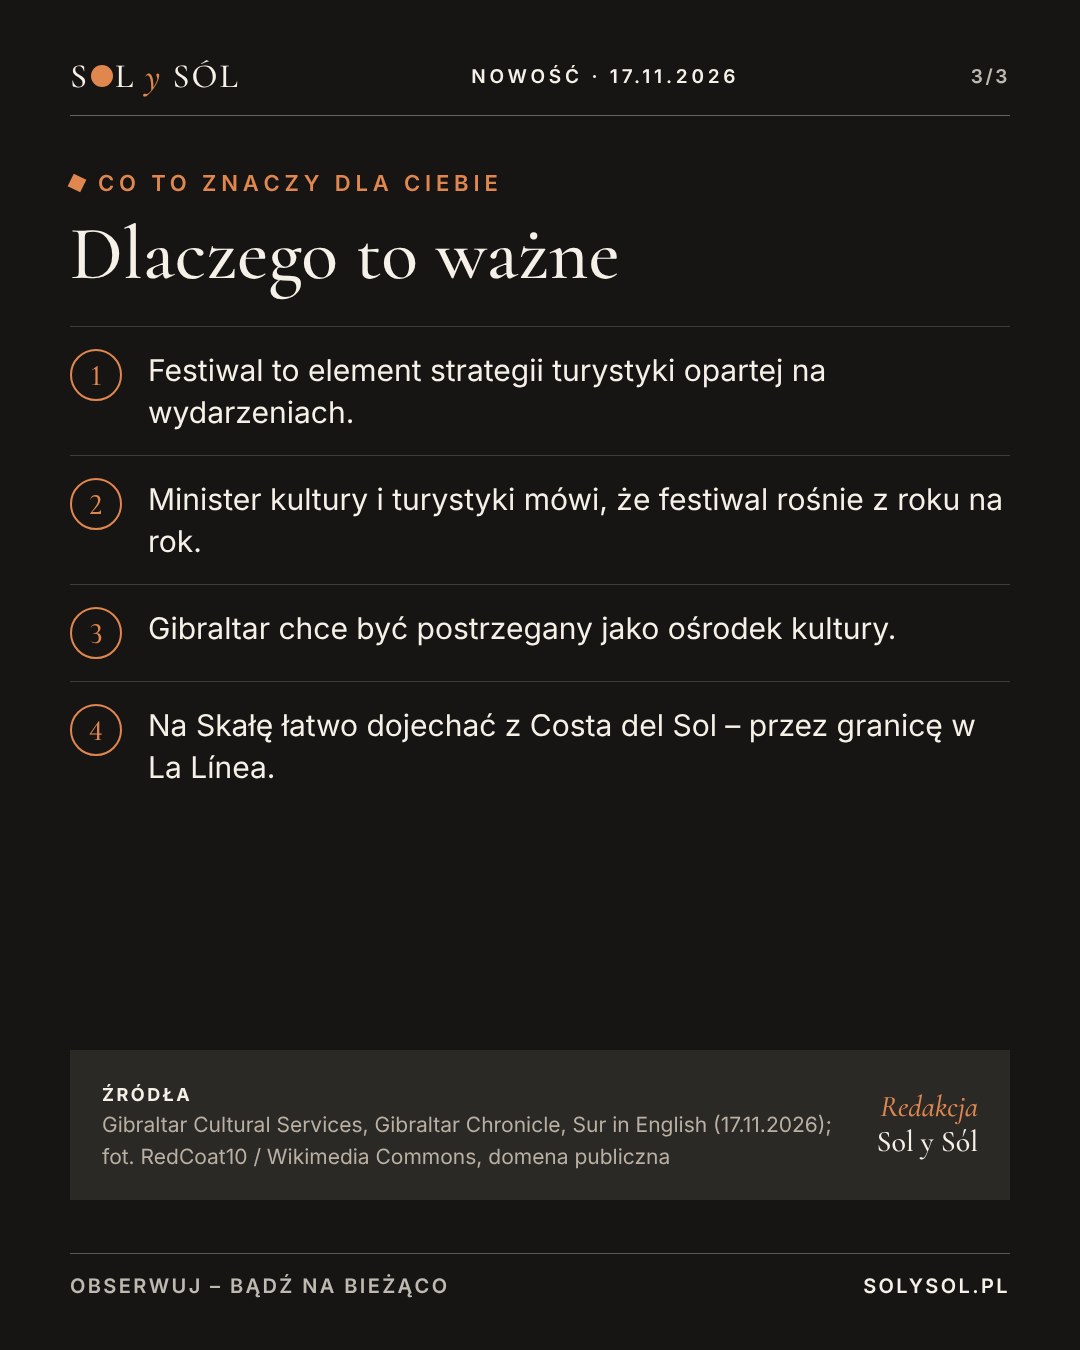 SOL y SÓL
NOWOŚĆ · 17.11.2026
3/3
CO TO ZNACZY DLA CIEBIE
Dlaczego to ważne
1
Festiwal to element strategii turystyki opartej na
wydarzeniach.
2
Minister kultury i turystyki mówi, że festiwal rośnie z roku na
rok.
3
Gibraltar chce być postrzegany jako ośrodek kultury.
4
Na Skałę łatwo dojechać z Costa del Sol – przez granicę w
La Línea.
ŹRÓDŁA
Gibraltar Cultural Services, Gibraltar Chronicle, Sur in English (17.11.2026);
fot. RedCoat10 / Wikimedia Commons, domena publiczna
Redakcja
Sol y Sól
OBSERWUJ – BĄDŹ NA BIEŻĄCO
SOLYSOL.PL